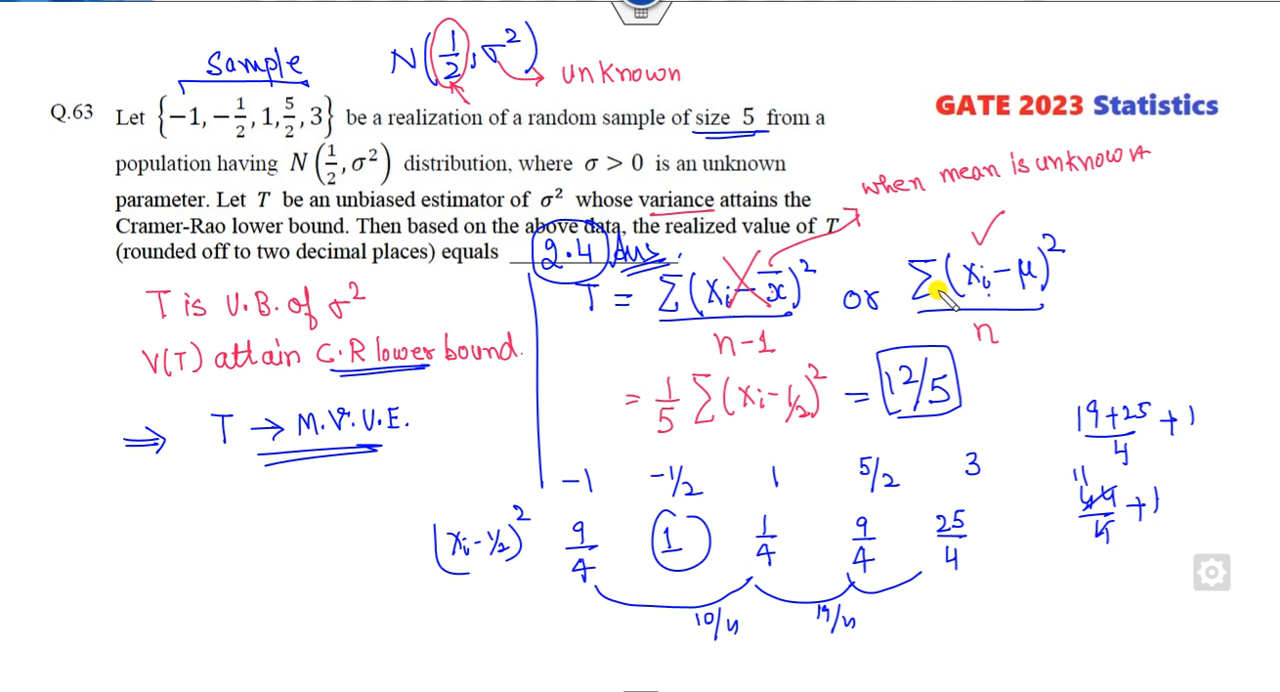 Sample N(1/2, σ²) unknown
GATE 2023 Statistics
Q.63 Let {−1, −1/2, 1, 5/2, 3} be a realization of a random sample of size 5 from a
population having N(1/2, σ²) distribution, where σ > 0 is an unknown
parameter. Let T be an unbiased estimator of σ² whose variance attains the
Cramer-Rao lower bound. Then based on the above data, the realized value of T
(rounded off to two decimal places) equals
2.4 Ans.
when mean is unknown
T is U.B. of σ²
V(T) attain C.R lower bound.
⇒ T → M.V.U.E.
T = Σ(xᵢ − x̄)²/n−1 or Σ(xᵢ − μ)²/n ✓
= 1/5 Σ(xᵢ − 1/2)² = 12/5
19+25/4 + 1
11
44/4 + 1
−1 −1/2 1 5/2 3
(xᵢ − 1/2)² 9/4 1 1/4 9/4 25/4
10/4 19/4